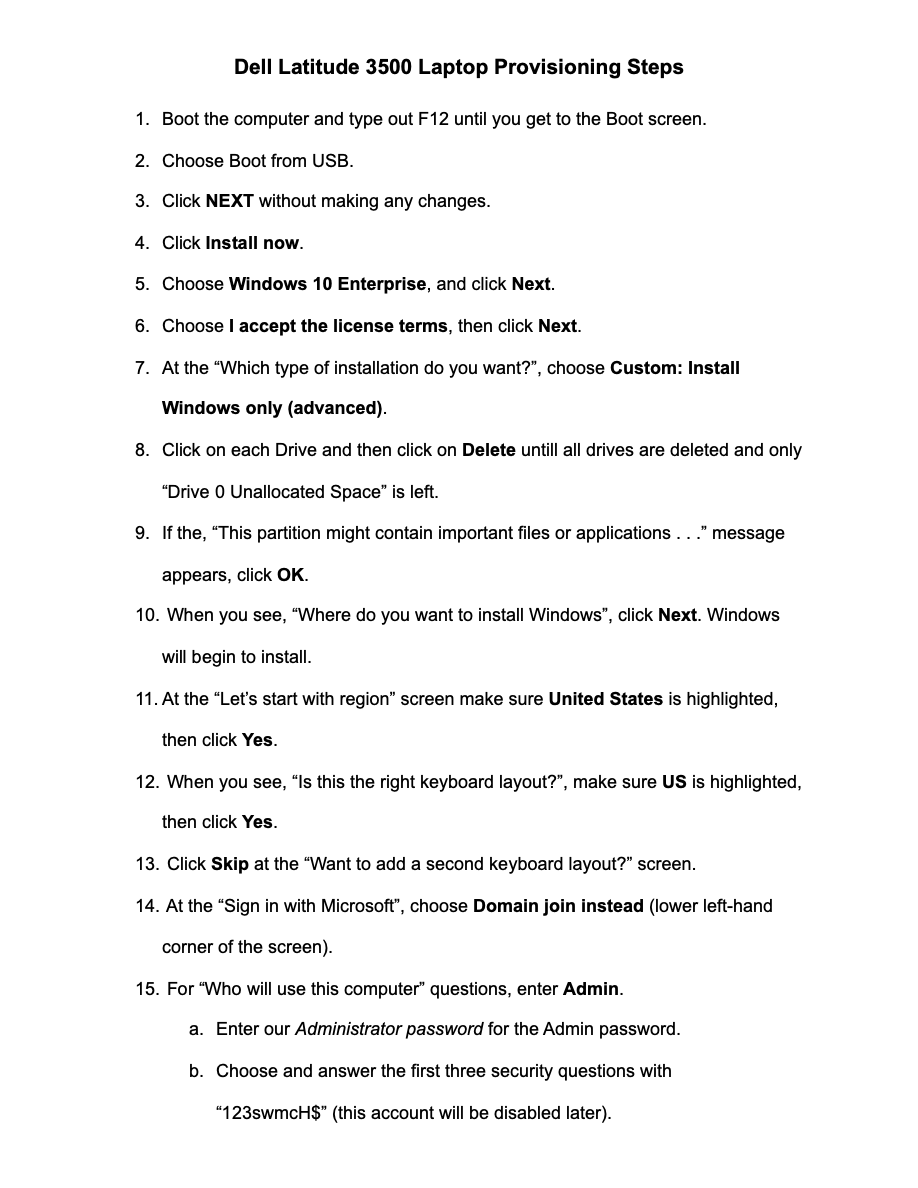 Dell Latitude 3500 Laptop Provisioning Steps
1. Boot the computer and type out F12 until you get to the Boot screen.
2. Choose Boot from USB.
3. Click NEXT without making any changes.
4. Click Install now.
5. Choose Windows 10 Enterprise, and click Next.
6. Choose I accept the license terms, then click Next.
7. At the “Which type of installation do you want?”, choose Custom: Install
Windows only (advanced).
8. Click on each Drive and then click on Delete untill all drives are deleted and only
“Drive 0 Unallocated Space” is left.
9. If the, “This partition might contain important files or applications . . .” message
appears, click OK.
10. When you see, “Where do you want to install Windows”, click Next. Windows
will begin to install.
11. At the “Let’s start with region” screen make sure United States is highlighted,
then click Yes.
12. When you see, “Is this the right keyboard layout?”, make sure US is highlighted,
then click Yes.
13. Click Skip at the “Want to add a second keyboard layout?” screen.
14. At the “Sign in with Microsoft”, choose Domain join instead (lower left-hand
corner of the screen).
15. For “Who will use this computer” questions, enter Admin.
a. Enter our Administrator password for the Admin password.
b. Choose and answer the first three security questions with
“123swmcH$” (this account will be disabled later).